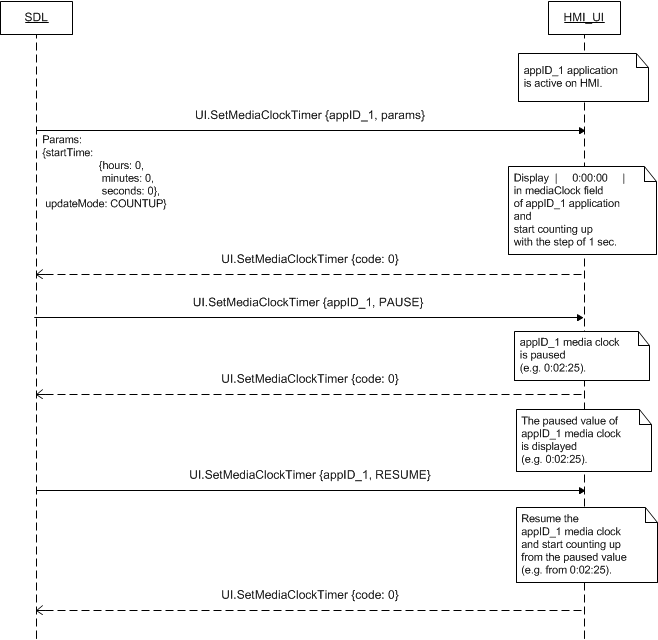 SDL
HMI_UI
appID_1 application
is active on HMI.
UI.SetMediaClockTimer {appID_1, params}
Params:
{startTime:
{hours: 0,
minutes: 0,
seconds: 0},
updateMode: COUNTUP}
Display | 0:00:00 |
in mediaClock field
of appID_1 application
and
start counting up
with the step of 1 sec.
UI.SetMediaClockTimer {code: 0}
UI.SetMediaClockTimer {appID_1, PAUSE}
appID_1 media clock
is paused
(e.g. 0:02:25).
UI.SetMediaClockTimer {code: 0}
The paused value of
appID_1 media clock
is displayed
(e.g. 0:02:25).
UI.SetMediaClockTimer {appID_1, RESUME}
Resume the
appID_1 media clock
and start counting up
from the paused value
(e.g. from 0:02:25).
UI.SetMediaClockTimer {code: 0}